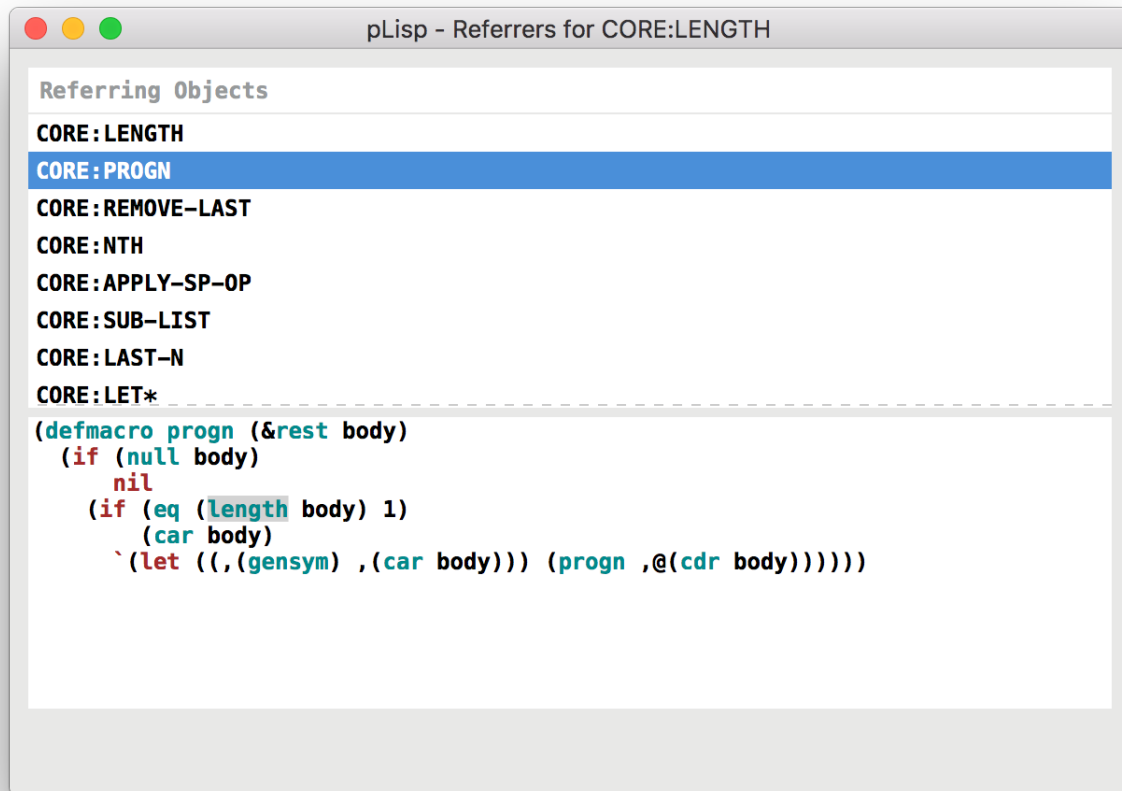 pLisp - Referrers for CORE:LENGTH
Referring Objects
CORE:LENGTH
CORE:PROGN
CORE:REMOVE-LAST
CORE:NTH
CORE:APPLY-SP-OP
CORE:SUB-LIST
CORE:LAST-N
CORE:LET*
(defmacro progn (&rest body)
  (if (null body)
      nil
    (if (eq (length body) 1)
        (car body)
      `(let ((,(gensym) ,(car body))) (progn ,@(cdr body))))))